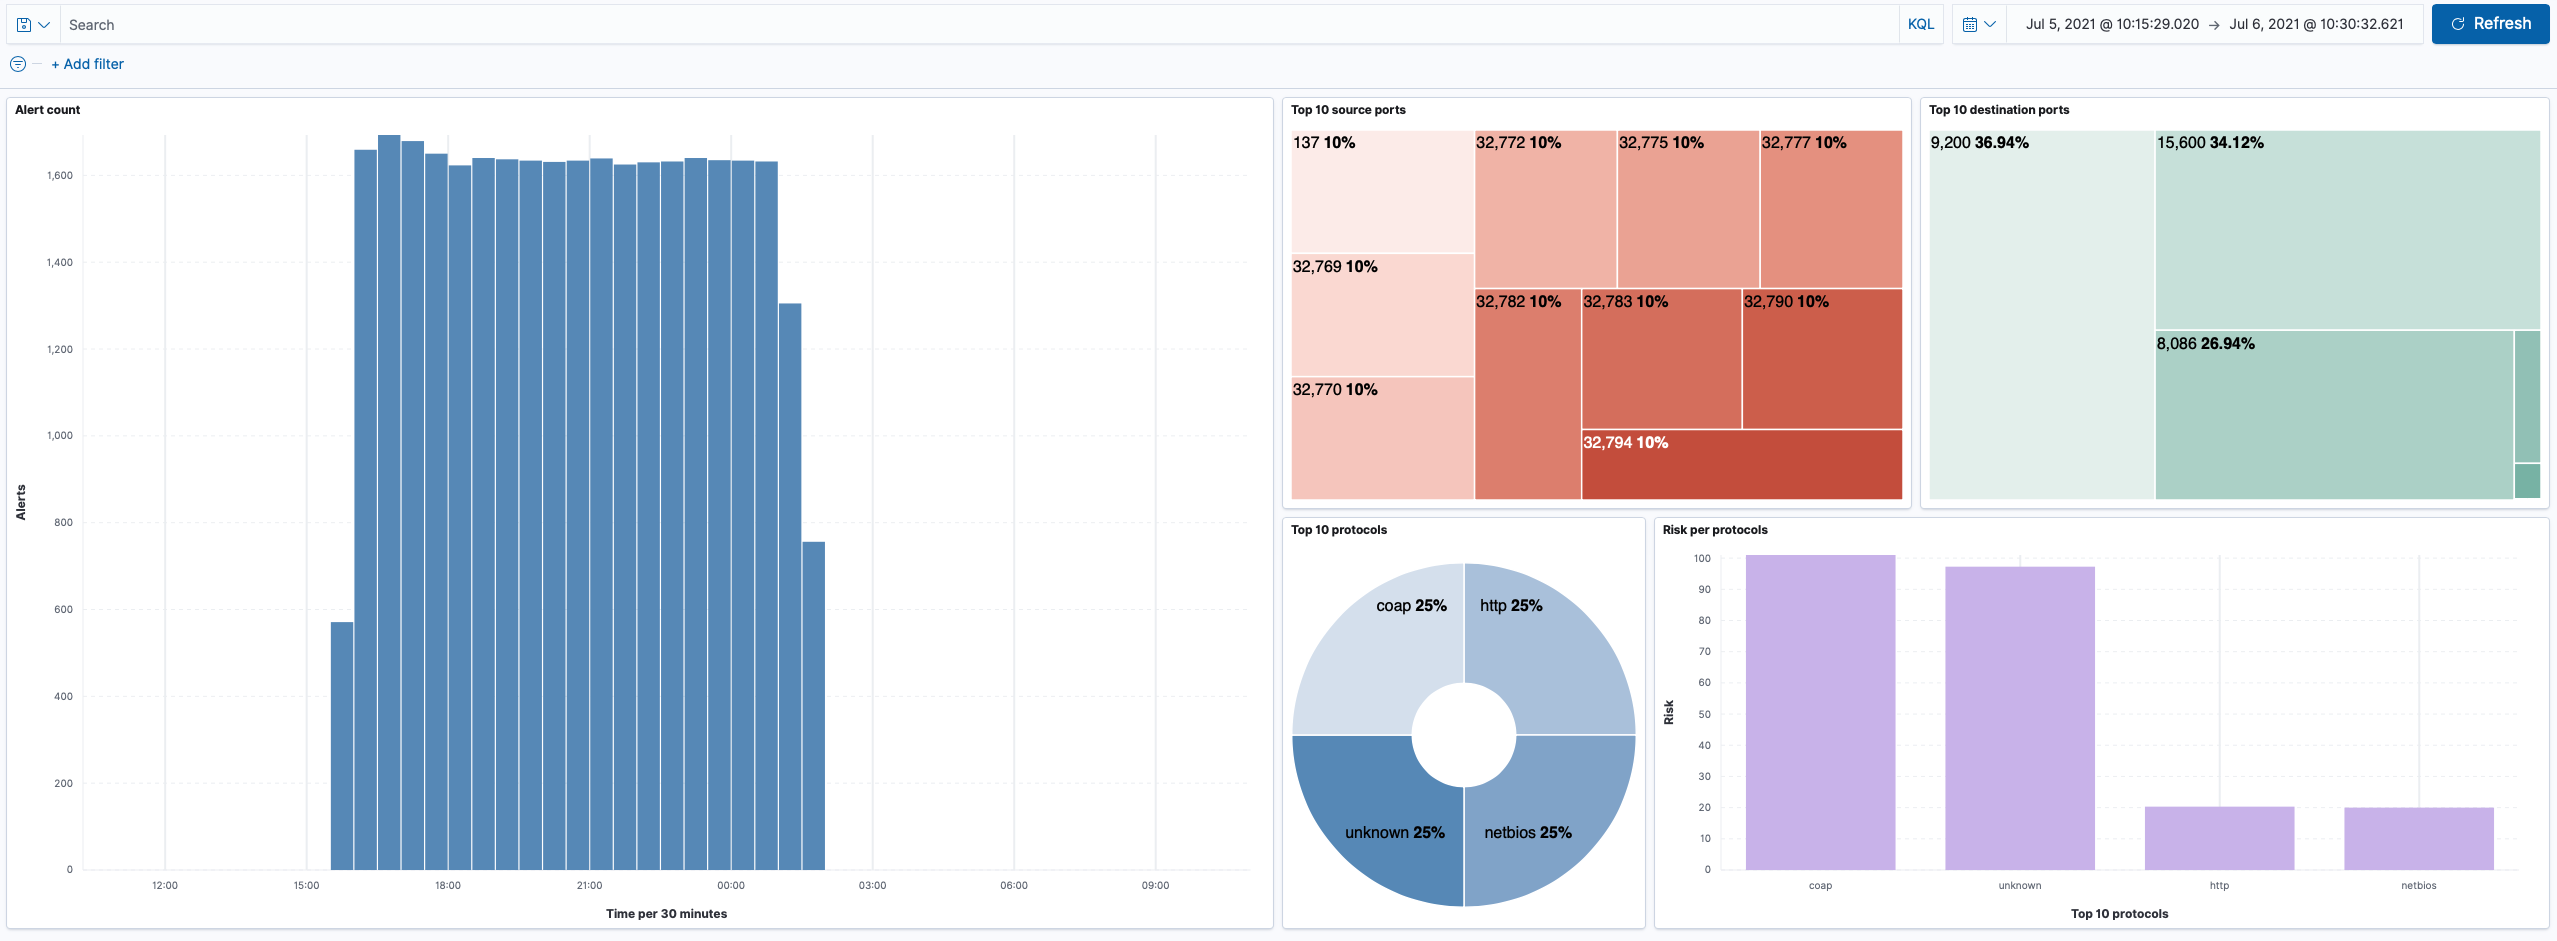 Search
KQL
Jul 5, 2021 @ 10:15:29.020 → Jul 6, 2021 @ 10:30:32.621
Refresh
+ Add filter
Alert count
1,600
1,400
1,200
1,000
800
600
400
200
0
Alerts
12:00 15:00 18:00 21:00 00:00 03:00 06:00 09:00
Time per 30 minutes
Top 10 source ports
137 10%
32,772 10%
32,775 10%
32,777 10%
32,769 10%
32,770 10%
32,782 10%
32,783 10%
32,790 10%
32,794 10%
Top 10 destination ports
9,200 36.94%
15,600 34.12%
8,086 26.94%
Top 10 protocols
coap 25%
http 25%
unknown 25%
netbios 25%
Risk per protocols
100
90
80
70
60
50
40
30
20
10
0
Risk
coap unknown http netbios
Top 10 protocols